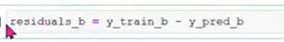 residuals_b = y_train_b - y_pred_b